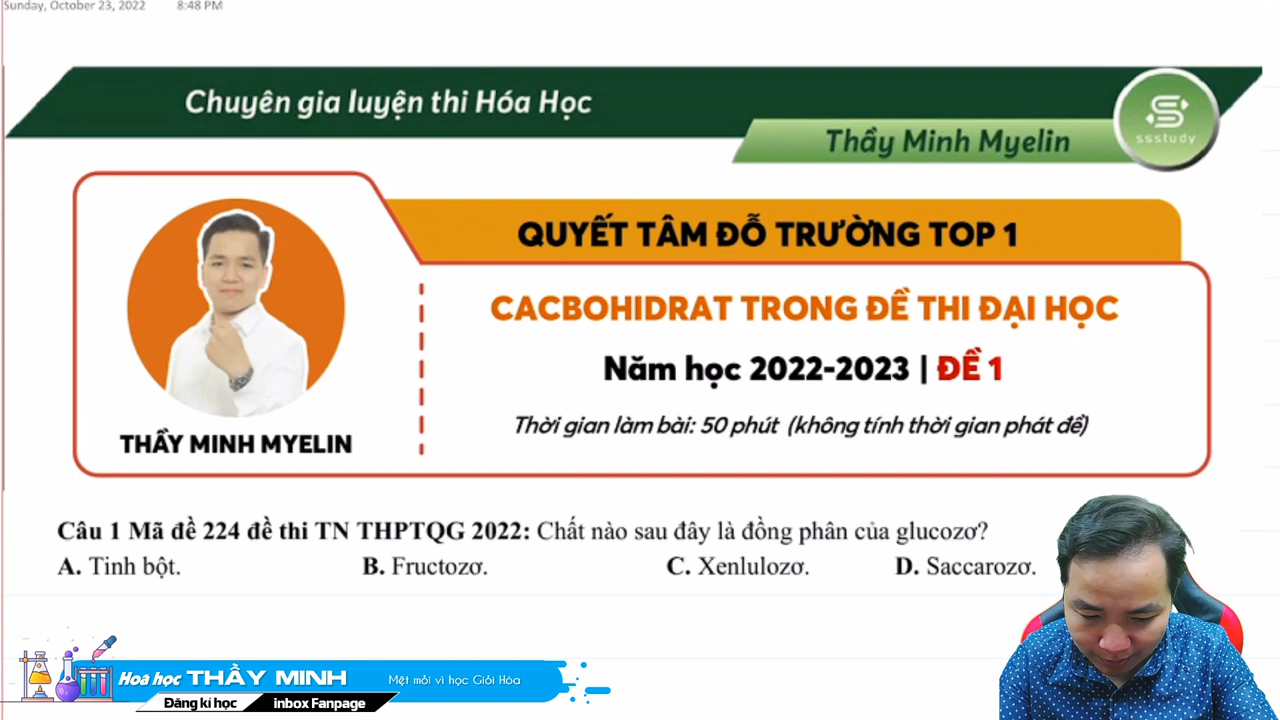 Sunday, October 23, 2022 8:48 PM
Chuyên gia luyện thi Hóa Học
Thầy Minh Myelin
ssstudy
QUYẾT TÂM ĐỖ TRƯỜNG TOP 1
CACBOHIDRAT TRONG ĐỀ THI ĐẠI HỌC
Năm học 2022-2023 | ĐỀ 1
Thời gian làm bài: 50 phút (không tính thời gian phát đề)
THẦY MINH MYELIN
Câu 1 Mã đề 224 đề thi TN THPTQG 2022: Chất nào sau đây là đồng phân của glucozơ?
A. Tinh bột. B. Fructozơ. C. Xenlulozơ. D. Saccarozơ.
Hoá học THẦY MINH Mệt mỏi vì học Giỏi Hóa
Đăng kí học inbox Fanpage